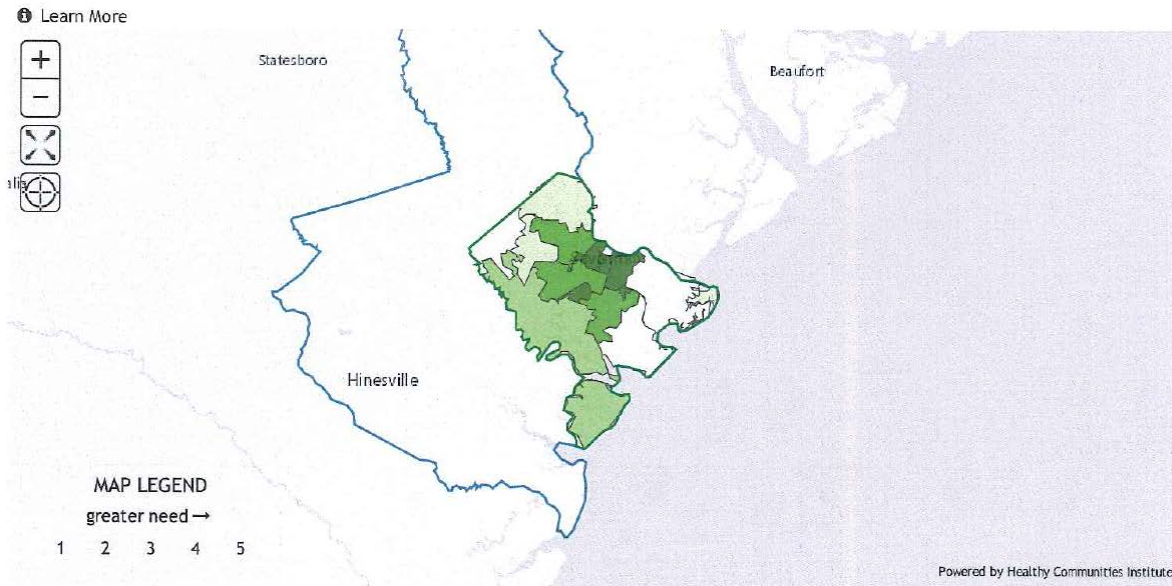 Learn More
+
Statesboro
Beaufort
−
Hinesville
MAP LEGEND
greater need →
1 2 3 4 5
Powered by Healthy Communities Institute